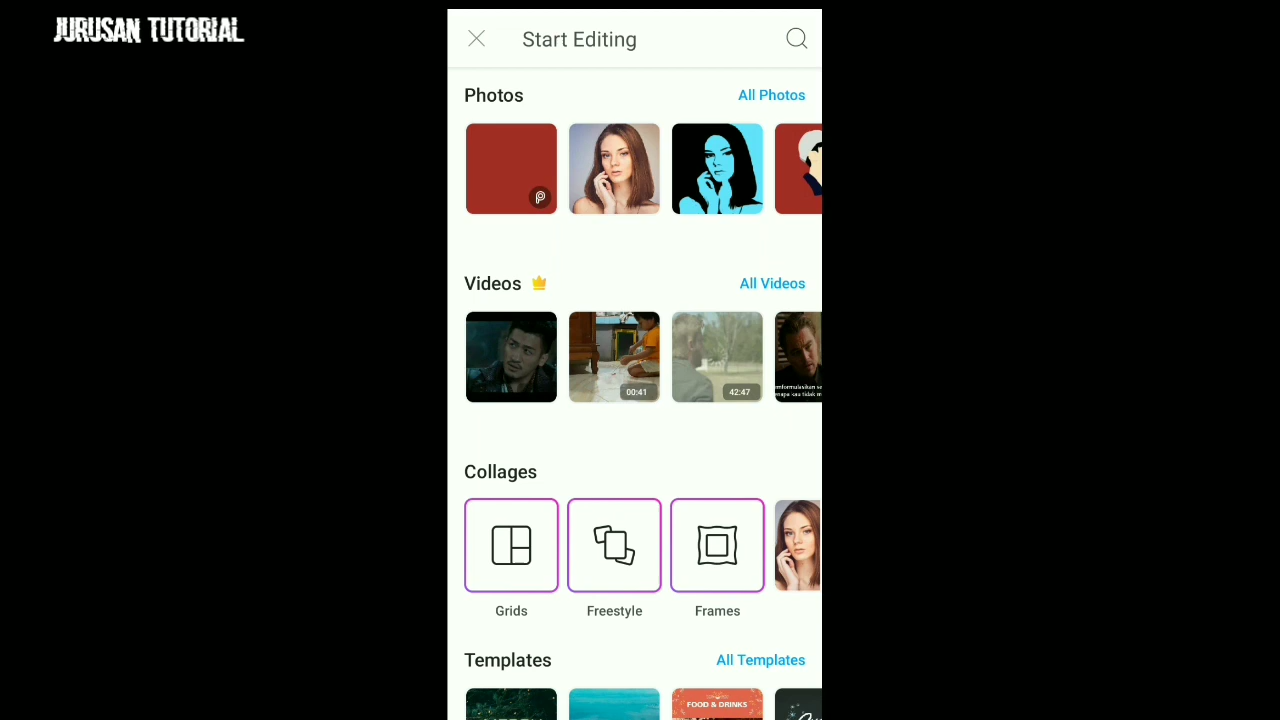 JURUSAN TUTORIAL
Start Editing
Photos
All Photos
Videos
All Videos
00:41
42:47
Collages
Grids
Freestyle
Frames
Templates
All Templates
FOOD & DRINKS